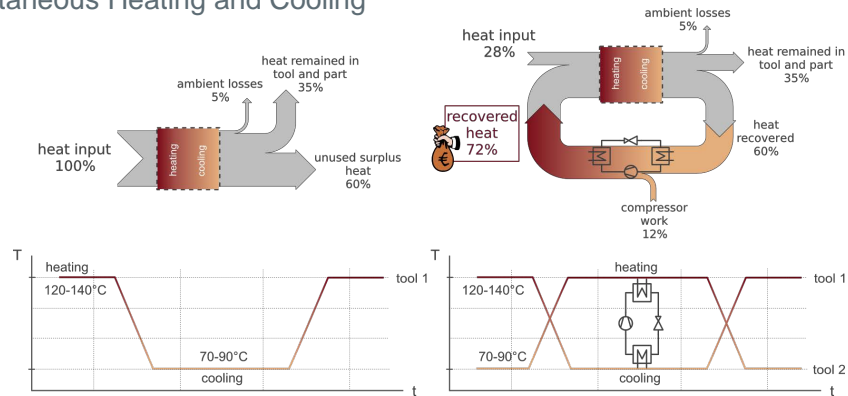 Heating and Cooling
heat remained in
tool and part
35%
ambient losses
5%
heat input
100%
heating
cooling
unused surplus
heat
60%
ambient losses
5%
heat input
28%
heating
cooling
heat remained in
tool and part
35%
recovered
heat
72%
€
heat
recovered
60%
compressor
work
12%
T
heating
120-140°C
tool 1
70-90°C
cooling
t
T
heating
120-140°C
tool 1
70-90°C
cooling
tool 2
t